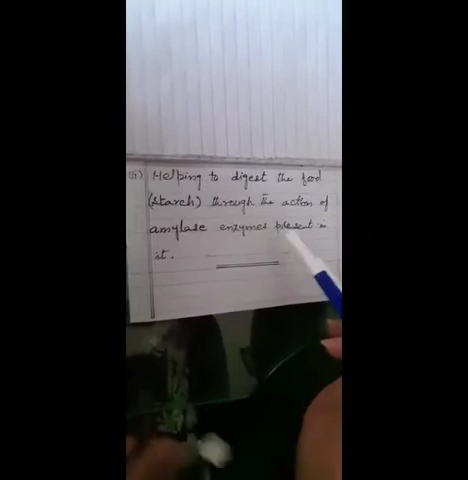 (ii) Helping to digest the food
(starch) through the action of
amylase enzymes present in
it.